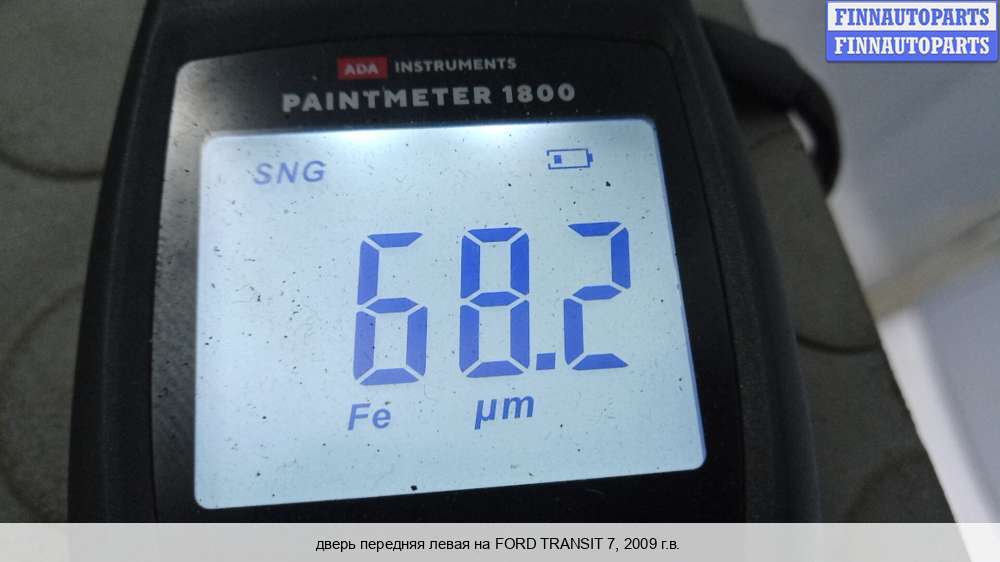 FINNAUTOPARTS
FINNAUTOPARTS
ADA INSTRUMENTS
PAINTMETER 1800
SNG
68.2
Fe µm
дверь передняя левая на FORD TRANSIT 7, 2009 г.в.